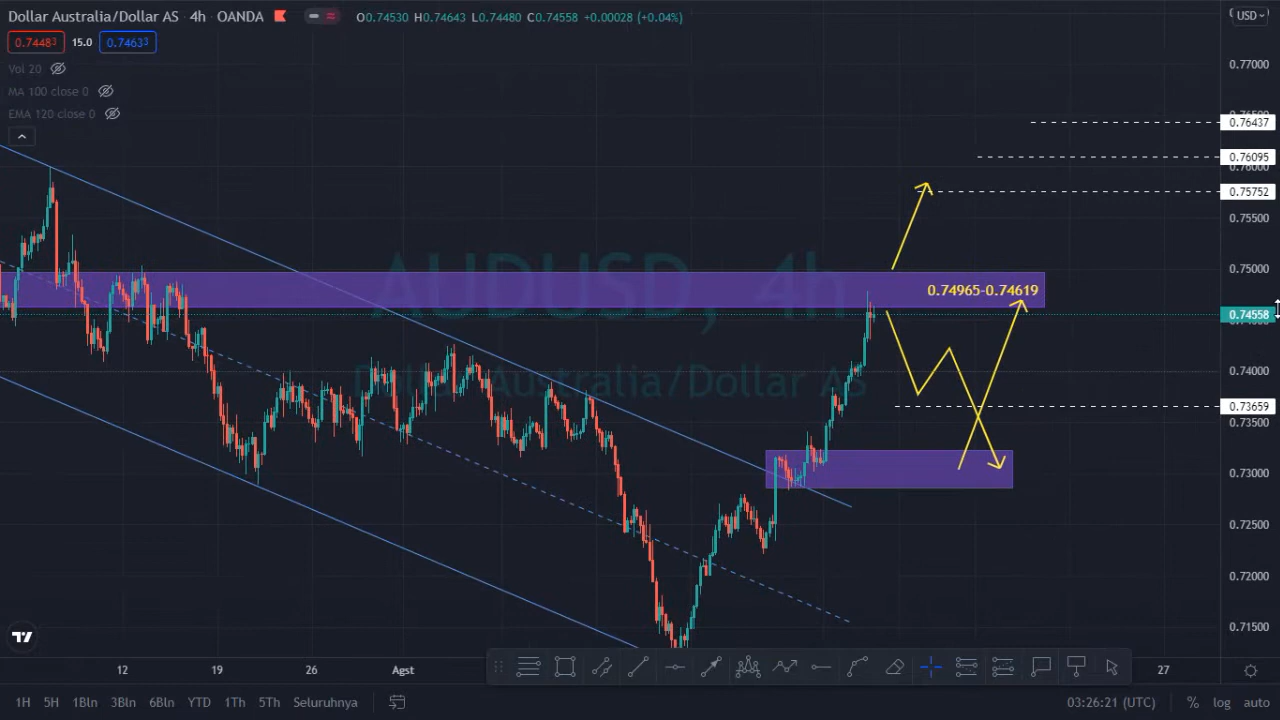 Dollar Australia/Dollar AS · 4h · OANDA
O0.74530 H0.74643 L0.74480 C0.74558 +0.00028 (+0.04%)
USD
0.74483 15.0 0.74633
Vol 20
MA 100 close 0
EMA 120 close 0
AUDUSD, 4h
Dollar Australia/Dollar AS
0.74965-0.74619
0.77000
0.76437
0.76095
0.76000
0.75752
0.75500
0.75000
0.74558
0.74000
0.73659
0.73500
0.73000
0.72500
0.72000
0.71500
12 19 26 Agst 27
1H 5H 1Bln 3Bln 6Bln YTD 1Th 5Th Seluruhnya
03:26:21 (UTC) % log auto